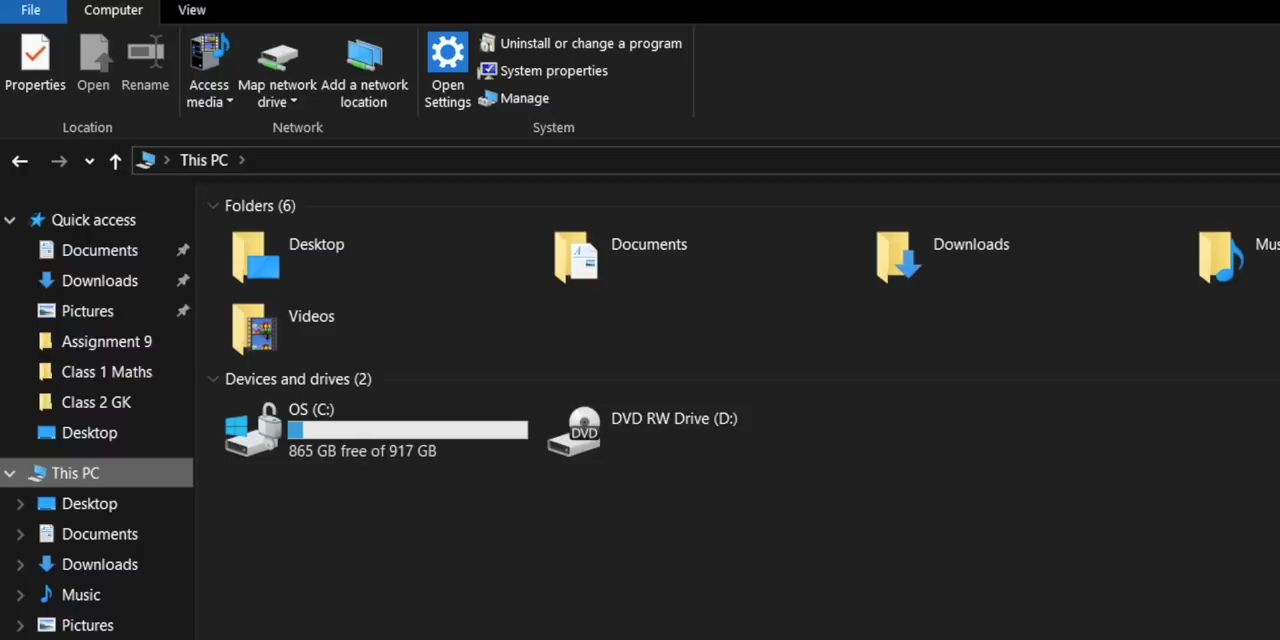 File Computer View
Properties Open Rename Access media Map network drive Add a network location Open Settings
Uninstall or change a program
System properties
Manage
Location Network System
This PC
Quick access
Documents
Downloads
Pictures
Assignment 9
Class 1 Maths
Class 2 GK
Desktop
This PC
Desktop
Documents
Downloads
Music
Pictures
Folders (6)
Desktop Documents Downloads Mus
Videos
Devices and drives (2)
OS (C:)
865 GB free of 917 GB
DVD
DVD RW Drive (D:)